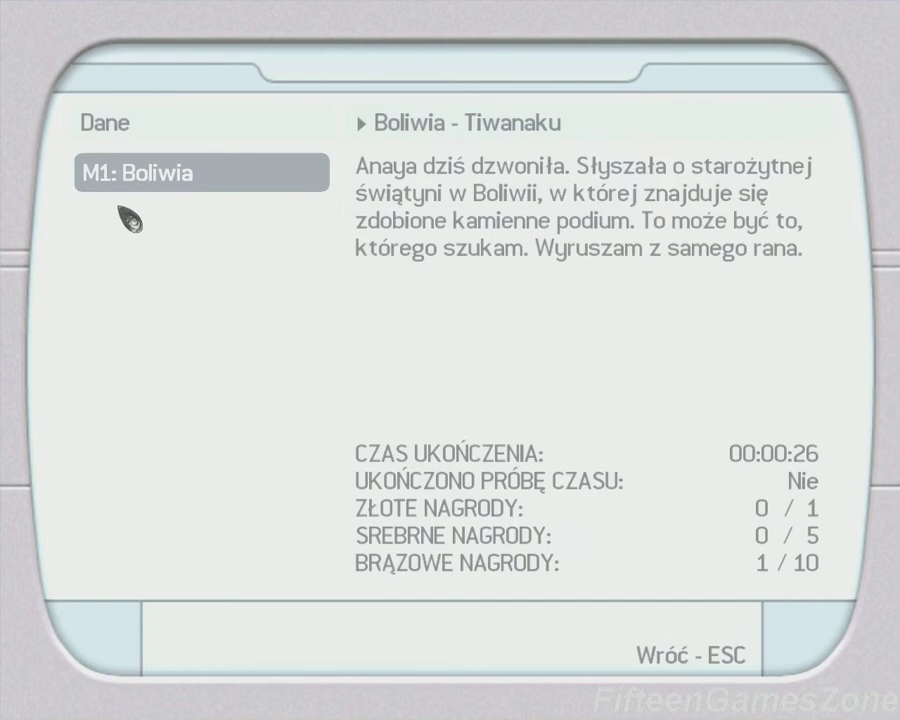 Dane
Boliwia - Tiwanaku
M1: Boliwia
Anaya dziś dzwoniła. Słyszała o starożytnej
świątyni w Boliwii, w której znajduje się
zdobione kamienne podium. To może być to,
którego szukam. Wyruszam z samego rana.
CZAS UKOŃCZENIA: 00:00:26
UKOŃCZONO PRÓBĘ CZASU: Nie
ZŁOTE NAGRODY: 0 / 1
SREBRNE NAGRODY: 0 / 5
BRĄZOWE NAGRODY: 1 / 10
Wróć - ESC
FifteenGamesZone